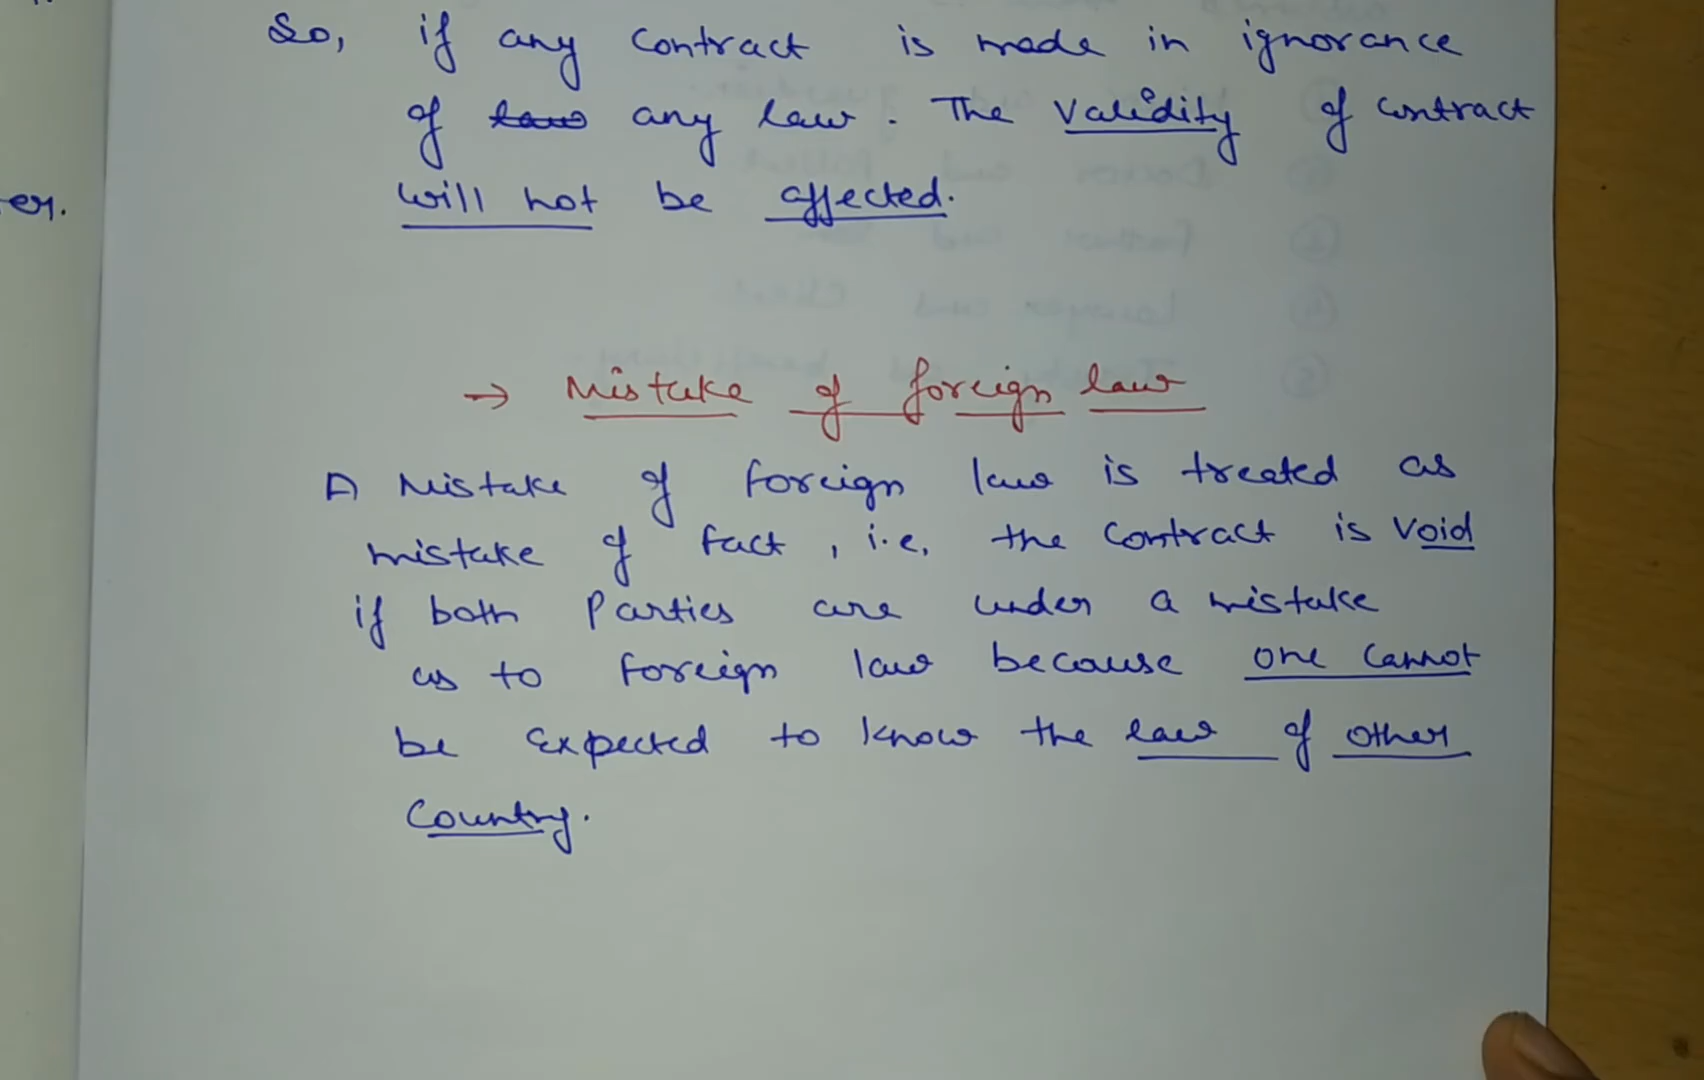 So, if any contract is made in ignorance
of law any law. The validity of contract
er. will not be affected.
→ Mistake of foreign law
A Mistake of foreign law is treated as
mistake of fact, i.e. the contract is void
if both parties are under a mistake
as to foreign law because one cannot
be expected to know the law of other
country.